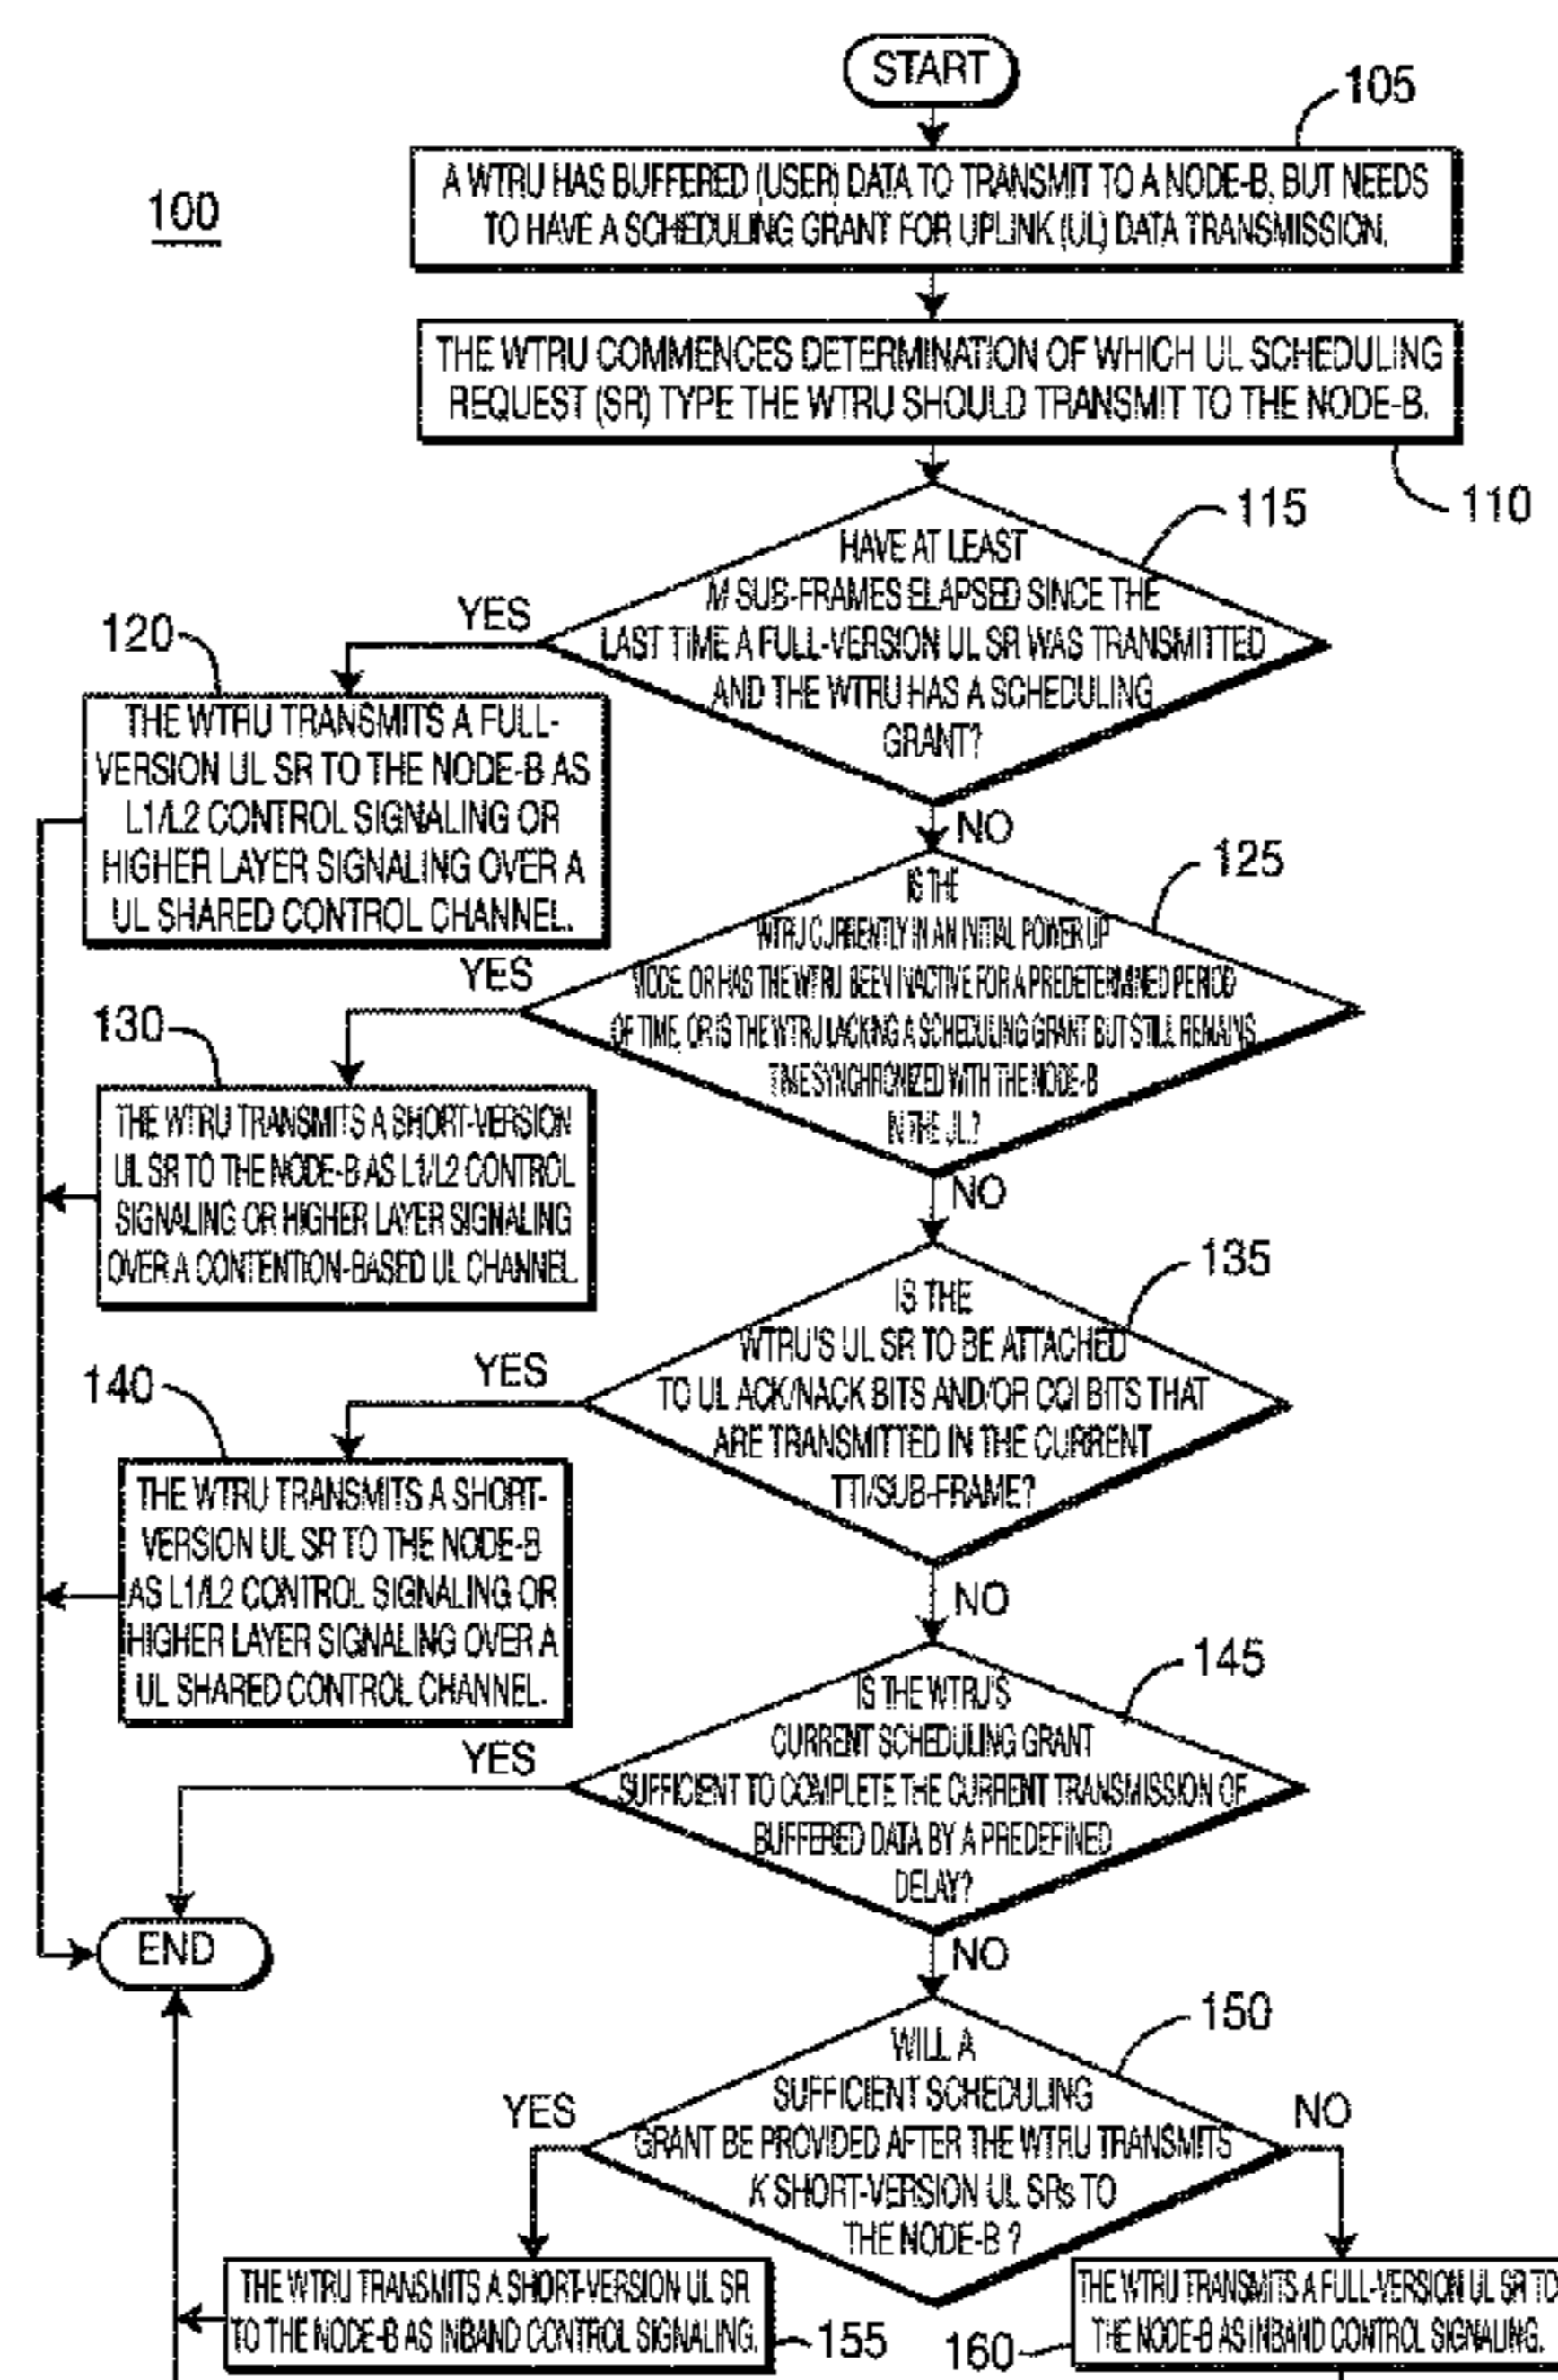 START
105
100
A WTRU HAS BUFFERED (USER) DATA TO TRANSMIT TO A NODE-B, BUT NEEDS
TO HAVE A SCHEDULING GRANT FOR UPLINK (UL) DATA TRANSMISSION.
THE WTRU COMMENCES DETERMINATION OF WHICH UL SCHEDULING
REQUEST (SR) TYPE THE WTRU SHOULD TRANSMIT TO THE NODE-B.
110
115
HAVE AT LEAST
M SUB-FRAMES ELAPSED SINCE THE
LAST TIME A FULL-VERSION UL SR WAS TRANSMITTED
AND THE WTRU HAS A SCHEDULING
GRANT?
YES
120
THE WTRU TRANSMITS A FULL-
VERSION UL SR TO THE NODE-B AS
L1/L2 CONTROL SIGNALING OR
HIGHER LAYER SIGNALING OVER A
UL SHARED CONTROL CHANNEL.
NO
125
IS THE
WTRU CURRENTLY IN AN INITIAL POWER UP
MODE, OR HAS THE WTRU BEEN INACTIVE FOR A PREDETERMINED PERIOD
OF TIME, OR IS THE WTRU LACKING A SCHEDULING GRANT BUT STILL REMAINS
TIME SYNCHRONIZED WITH THE NODE-B
IN THE UL?
YES
130
THE WTRU TRANSMITS A SHORT-VERSION
UL SR TO THE NODE-B AS L1/L2 CONTROL
SIGNALING OR HIGHER LAYER SIGNALING
OVER A CONTENTION-BASED UL CHANNEL.
NO
135
IS THE
WTRU'S UL SR TO BE ATTACHED
TO UL ACK/NACK BITS AND/OR CQI BITS THAT
ARE TRANSMITTED IN THE CURRENT
TTI/SUB-FRAME?
YES
140
THE WTRU TRANSMITS A SHORT-
VERSION UL SR TO THE NODE-B
AS L1/L2 CONTROL SIGNALING OR
HIGHER LAYER SIGNALING OVER A
UL SHARED CONTROL CHANNEL.
NO
145
IS THE WTRU'S
CURRENT SCHEDULING GRANT
SUFFICIENT TO COMPLETE THE CURRENT TRANSMISSION OF
BUFFERED DATA BY A PREDEFINED
DELAY?
YES
END
NO
150
WILL A
SUFFICIENT SCHEDULING
GRANT BE PROVIDED AFTER THE WTRU TRANSMITS
K SHORT-VERSION UL SRs TO
THE NODE-B ?
YES
NO
THE WTRU TRANSMITS A SHORT-VERSION UL SR
TO THE NODE-B AS INBAND CONTROL SIGNALING.
155
160
THE WTRU TRANSMITS A FULL-VERSION UL SR TO
THE NODE-B AS INBAND CONTROL SIGNALING.